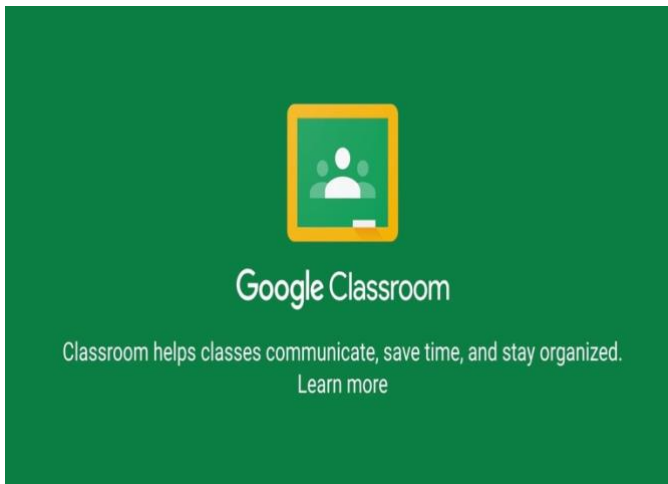 Google Classroom
Classroom helps classes communicate, save time, and stay organized.
Learn more